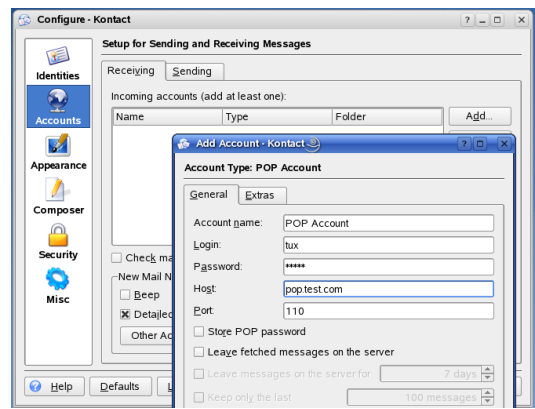 Configure - Kontact
Setup for Sending and Receiving Messages
Identities
Accounts
Appearance
Composer
Security
Misc
Receiving
Sending
Incoming accounts (add at least one):
Name Type Folder
Add...
Check ma
New Mail N
Beep
Detailed
Other Ac
Help
Defaults
L
Add Account - Kontact
Account Type: POP Account
General
Extras
Account name: POP Account
Login: tux
Password: *****
Host: pop.test.com
Port: 110
Store POP password
Leave fetched messages on the server
Leave messages on the server for 7 days
Keep only the last 100 messages